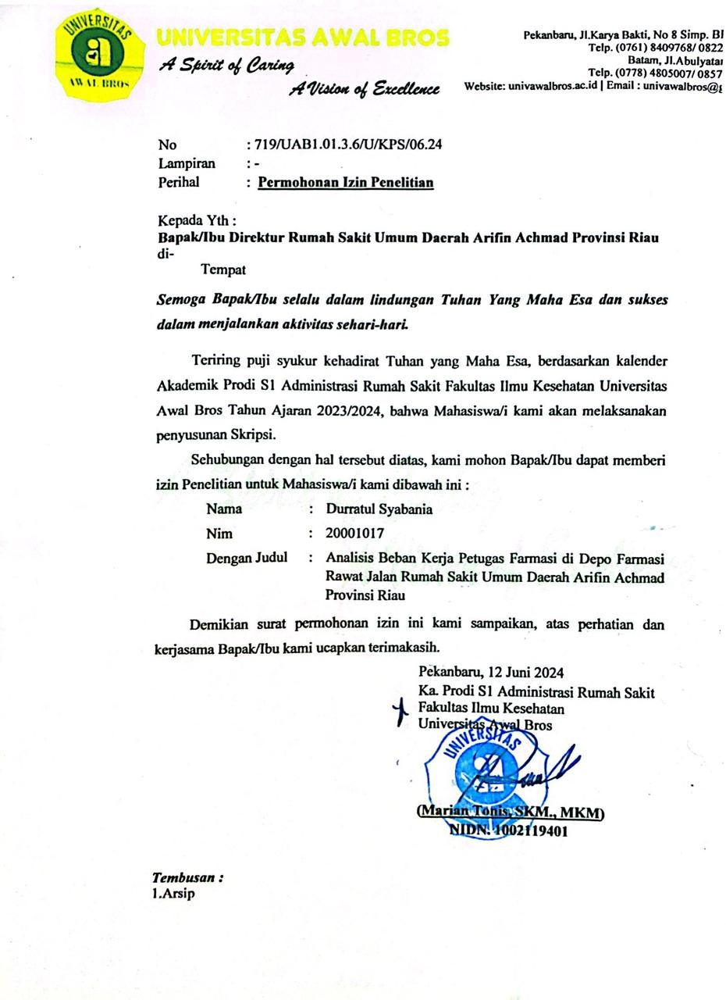 UNIVERSITAS
AWAL BROS
UNIVERSITAS AWAL BROS
A Spirit of Caring
A Vision of Excellence
Pekanbaru, Jl.Karya Bakti, No 8 Simp.
Telp. (0761) 8409768/ 0822
Batam, Jl.Abulyatar
Telp. (0778) 4805007/ 0857
Website: univawalbros.ac.id | Email : univawalbros@
No : 719/UAB1.01.3.6/U/KPS/06.24
Lampiran : -
Perihal : Permohonan Izin Penelitian
Kepada Yth :
Bapak/Ibu Direktur Rumah Sakit Umum Daerah Arifin Achmad Provinsi Riau
di-
Tempat
Semoga Bapak/Ibu selalu dalam lindungan Tuhan Yang Maha Esa dan sukses
dalam menjalankan aktivitas sehari-hari.
Teriring puji syukur kehadirat Tuhan yang Maha Esa, berdasarkan kalender
Akademik Prodi S1 Administrasi Rumah Sakit Fakultas Ilmu Kesehatan Universitas
Awal Bros Tahun Ajaran 2023/2024, bahwa Mahasiswa/i kami akan melaksanakan
penyusunan Skripsi.
Sehubungan dengan hal tersebut diatas, kami mohon Bapak/Ibu dapat memberi
izin Penelitian untuk Mahasiswa/i kami dibawah ini :
Nama : Durratul Syabania
Nim : 20001017
Dengan Judul : Analisis Beban Kerja Petugas Farmasi di Depo Farmasi
Rawat Jalan Rumah Sakit Umum Daerah Arifin Achmad
Provinsi Riau
Demikian surat permohonan izin ini kami sampaikan, atas perhatian dan
kerjasama Bapak/Ibu kami ucapkan terimakasih.
Pekanbaru, 12 Juni 2024
Ka. Prodi S1 Administrasi Rumah Sakit
Fakultas Ilmu Kesehatan
Universitas Awal Bros
UNIVERSITAS
(Marian Tonis, SKM., MKM)
NIDN. 1002119401
Tembusan :
1.Arsip